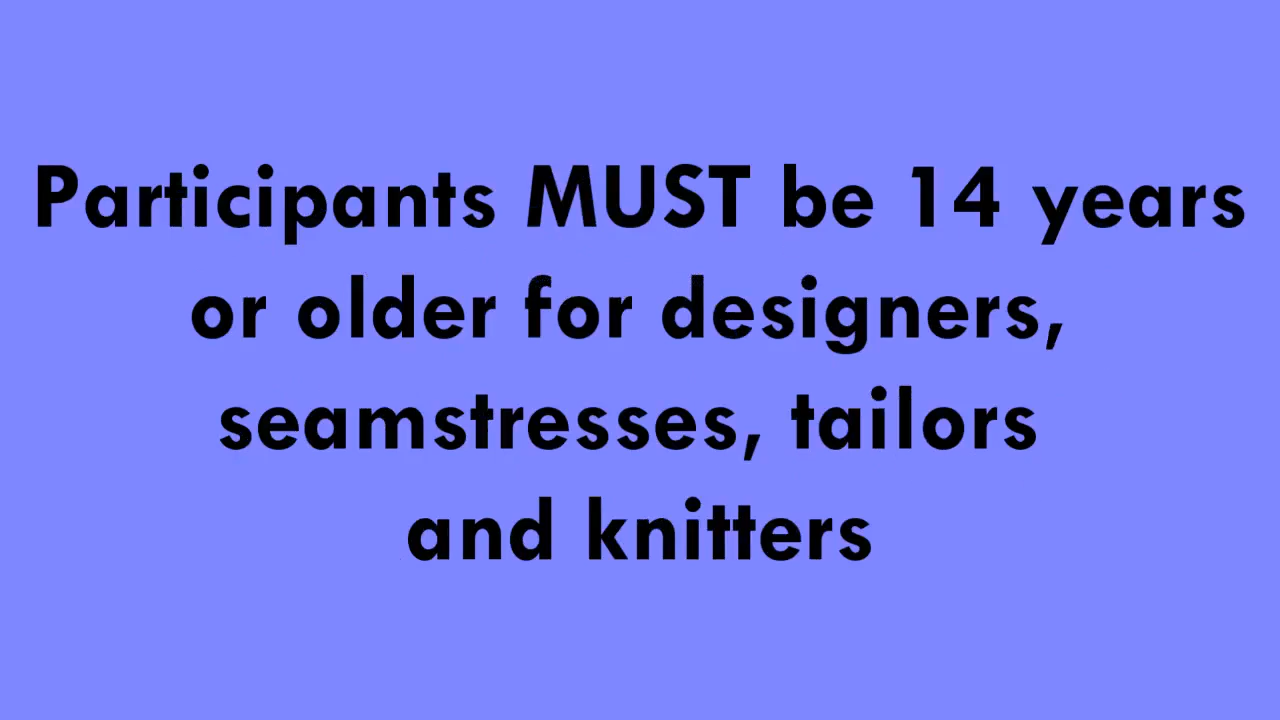 Participants MUST be 14 years
or older for designers,
seamstresses, tailors
and knitters